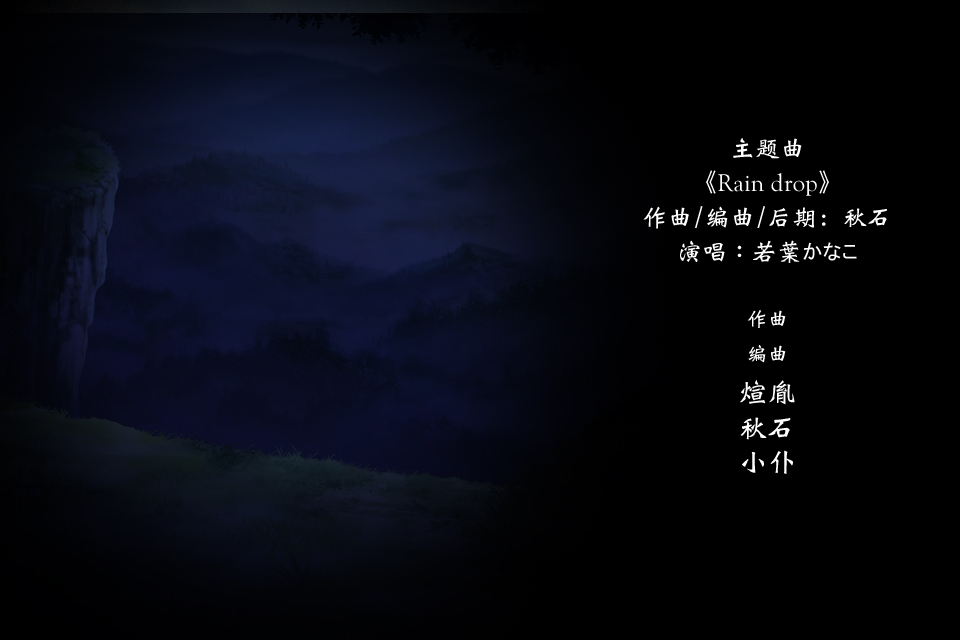 主题曲
《Rain drop》
作曲/编曲/后期：秋石
演唱：若葉かなこ
作曲
编曲
煊胤
秋石
小仆